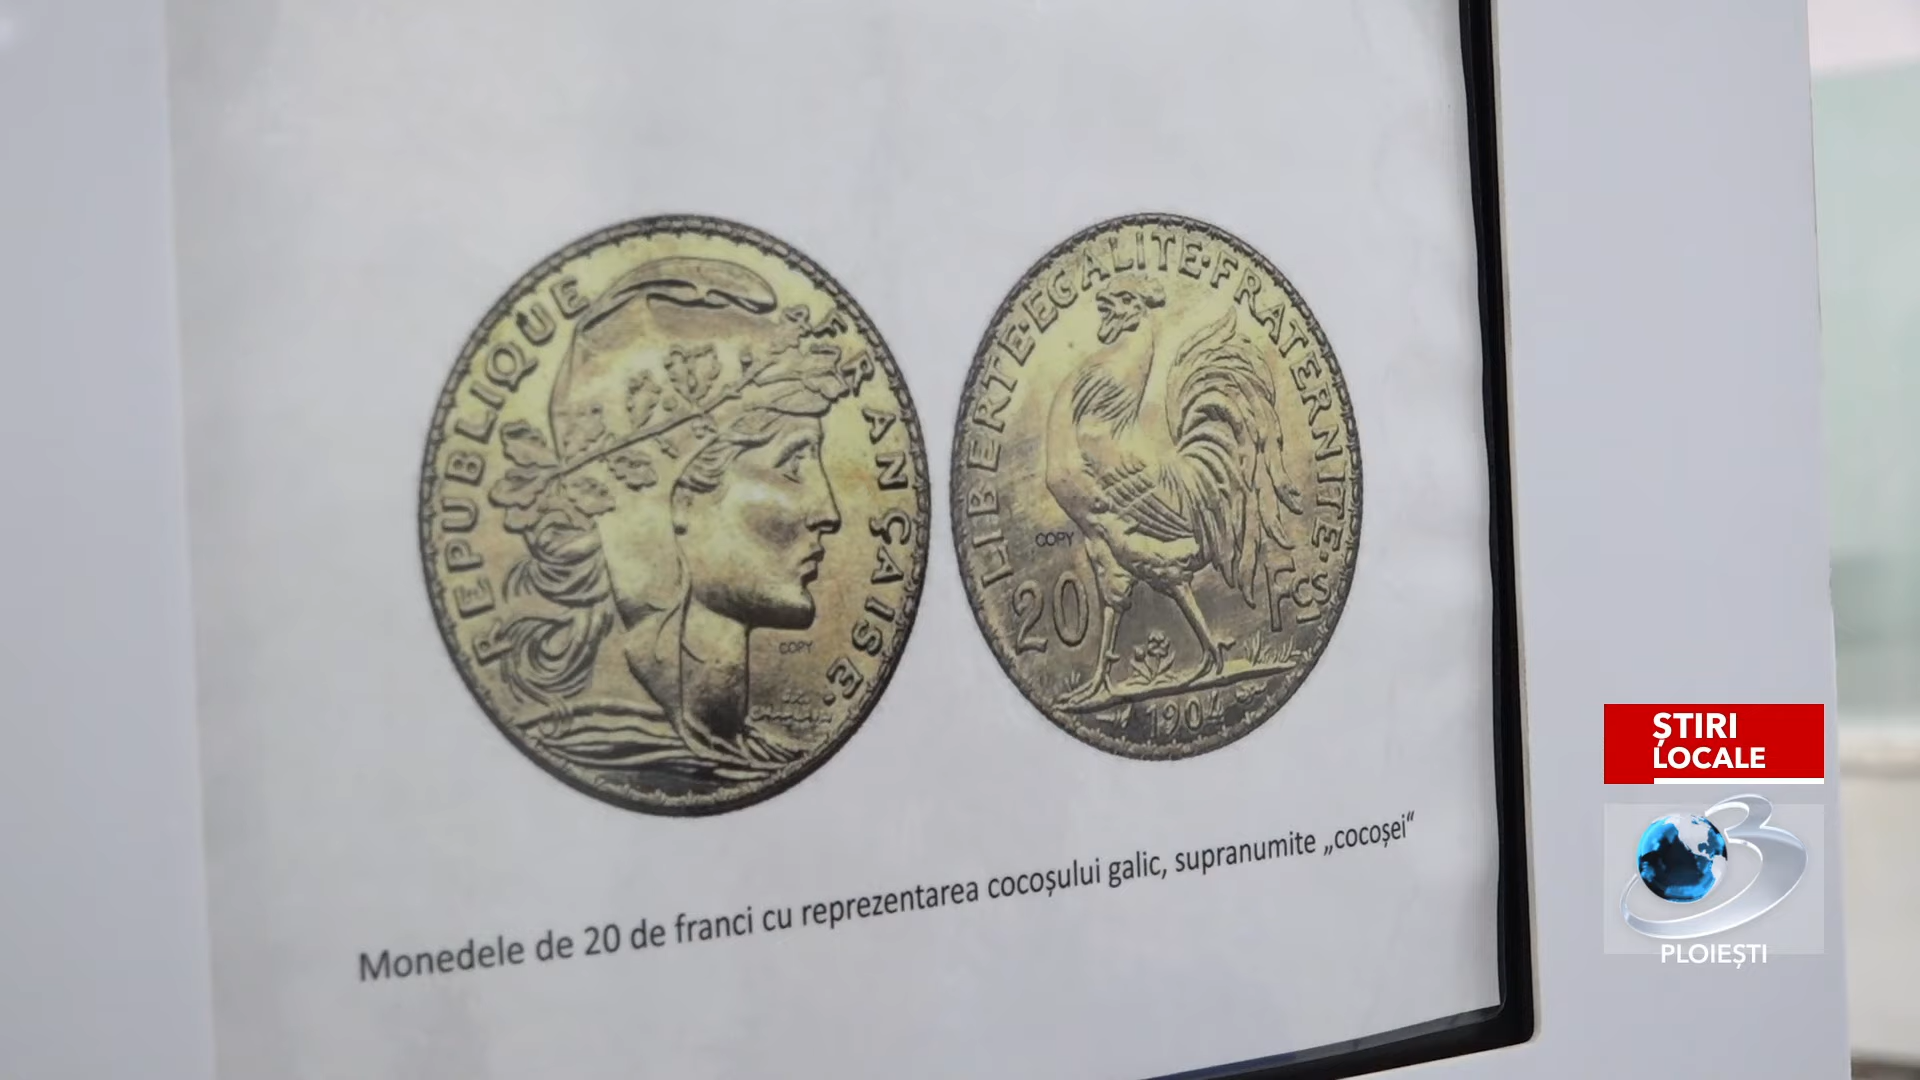 REPUBLIQUE FRANÇAISE.
COPY
LIBERTE·EGALITE·FRATERNITE·
COPY
20 Fcs
1904
Monedele de 20 de franci cu reprezentarea cocoșului galic, supranumite „cocoșei“
ȘTIRI
LOCALE
3
PLOIEȘTI